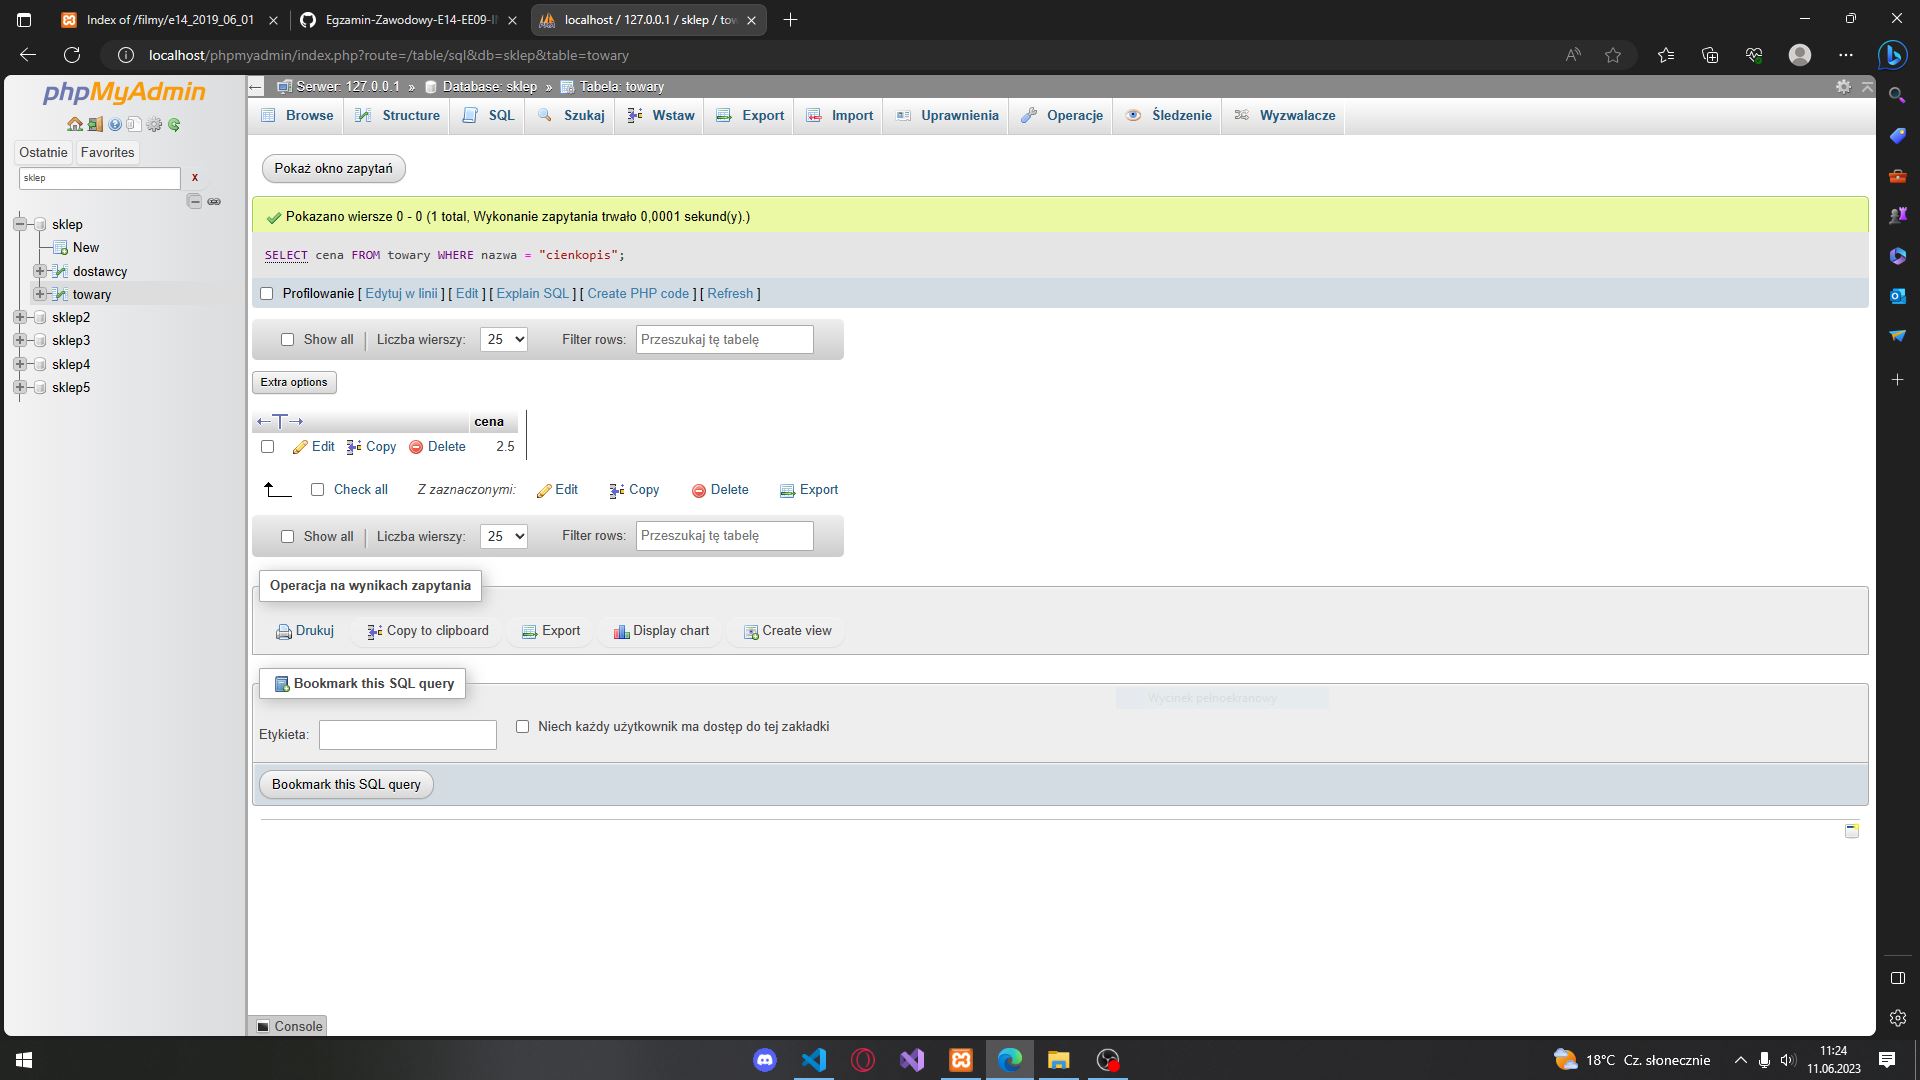 Index of /filmy/e14_2019_06_01
Egzamin-Zawodowy-E14-EE09-I
localhost / 127.0.0.1 / sklep / tow
localhost/phpmyadmin/index.php?route=/table/sql&db=sklep&table=towary
phpMyAdmin
Ostatnie Favorites
sklep x
sklep
New
dostawcy
towary
sklep2
sklep3
sklep4
sklep5
Serwer: 127.0.0.1 » Database: sklep » Tabela: towary
Browse Structure SQL Szukaj Wstaw Export Import Uprawnienia Operacje Śledzenie Wyzwalacze
Pokaż okno zapytań
Pokazano wiersze 0 - 0 (1 total, Wykonanie zapytania trwało 0,0001 sekund(y).)
SELECT cena FROM towary WHERE nazwa = "cienkopis";
Profilowanie [ Edytuj w linii ] [ Edit ] [ Explain SQL ] [ Create PHP code ] [ Refresh ]
Show all Liczba wierszy: 25 Filter rows: Przeszukaj tę tabelę
Extra options
←T→ cena
Edit Copy Delete 2.5
Check all Z zaznaczonymi: Edit Copy Delete Export
Show all Liczba wierszy: 25 Filter rows: Przeszukaj tę tabelę
Operacja na wynikach zapytania
Drukuj Copy to clipboard Export Display chart Create view
Bookmark this SQL query
Wycinek pełnoekranowy
Etykieta: Niech każdy użytkownik ma dostęp do tej zakładki
Bookmark this SQL query
Console
18°C Cz. słonecznie
11:24
11.06.2023